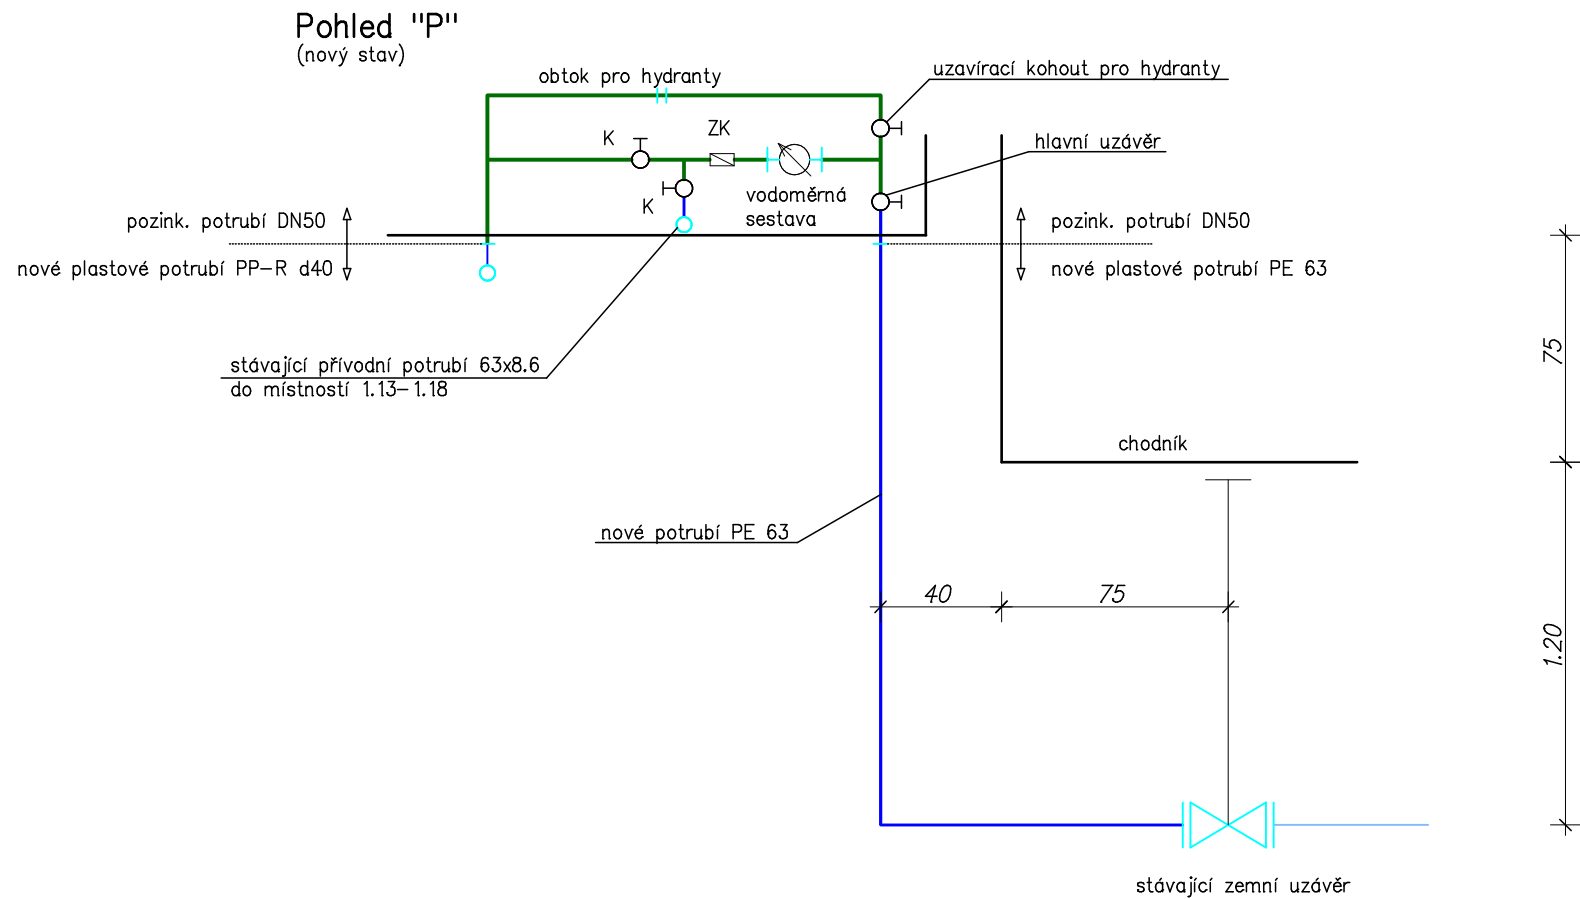 Pohled "P"
(nový stav)
obtok pro hydranty
uzavírací kohout pro hydranty
K
ZK
hlavní uzávěr
K
vodoměrná
sestava
pozink. potrubí DN50
pozink. potrubí DN50
nové plastové potrubí PP-R d40
nové plastové potrubí PE 63
75
stávající přívodní potrubí 63x8.6
do místností 1.13-1.18
chodník
nové potrubí PE 63
40
75
1.20
stávající zemní uzávěr